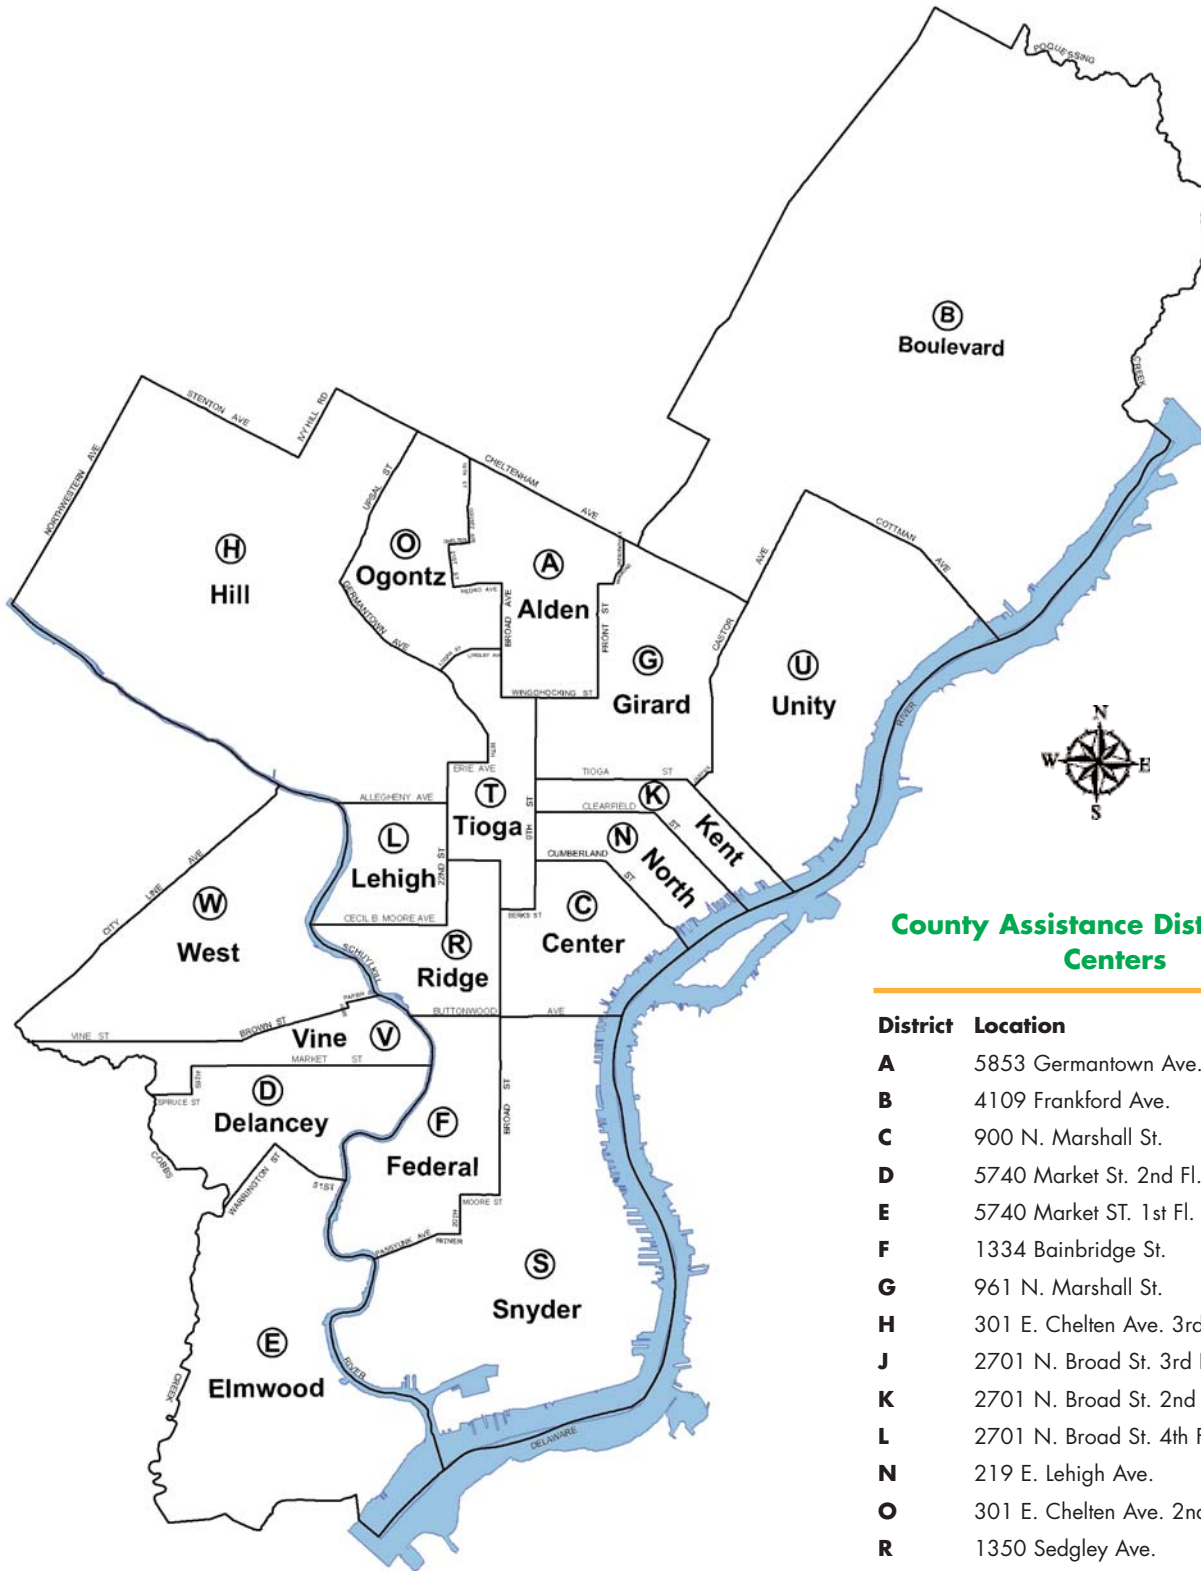 POQUESSING
CREEK
B
Boulevard
STENTON AVE
IVY HILL RD
NORTHWESTERN AVE
UPSAL ST
CHELTENHAM AVE
COTTMAN AVE
H
Hill
O
Ogontz
A
Alden
GERMANTOWN AVE
BROAD AVE
FRONT ST
CASTOR AVE
G
Girard
U
Unity
WINGOHOCKING ST
RIVER
N
W
E
S
ERIE AVE
TIOGA ST
ALLEGHENY AVE
T
Tioga
K
Kent
CLEARFIELD ST
L
Lehigh
22ND ST
N
North
CUMBERLAND ST
CITY LINE AVE
W
West
CECIL B MOORE AVE
BERKS ST
C
Center
R
Ridge
SCHUYLKILL
BUTTONWOOD AVE
VINE ST
BROWN ST
Vine
V
MARKET ST
SPRUCE ST
D
Delancey
BROAD ST
F
Federal
COBBS
WARRINGTON ST
51ST
MOORE ST
PASSYUNK AVE
S
Snyder
E
Elmwood
RIVER
CREEK
DELAWARE
County Assistance Dist
Centers
District Location
A 5853 Germantown Ave.
B 4109 Frankford Ave.
C 900 N. Marshall St.
D 5740 Market St. 2nd Fl.
E 5740 Market ST. 1st Fl.
F 1334 Bainbridge St.
G 961 N. Marshall St.
H 301 E. Chelten Ave. 3rd
J 2701 N. Broad St. 3rd
K 2701 N. Broad St. 2nd
L 2701 N. Broad St. 4th F
N 219 E. Lehigh Ave.
O 301 E. Chelten Ave. 2n
R 1350 Sedgley Ave.